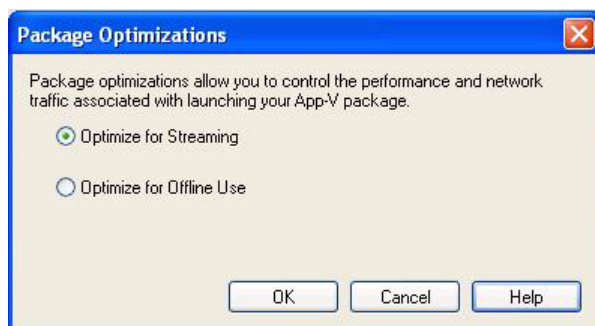 Package Optimizations
Package optimizations allow you to control the performance and network
traffic associated with launching your App-V package.
Optimize for Streaming
Optimize for Offline Use
OK Cancel Help